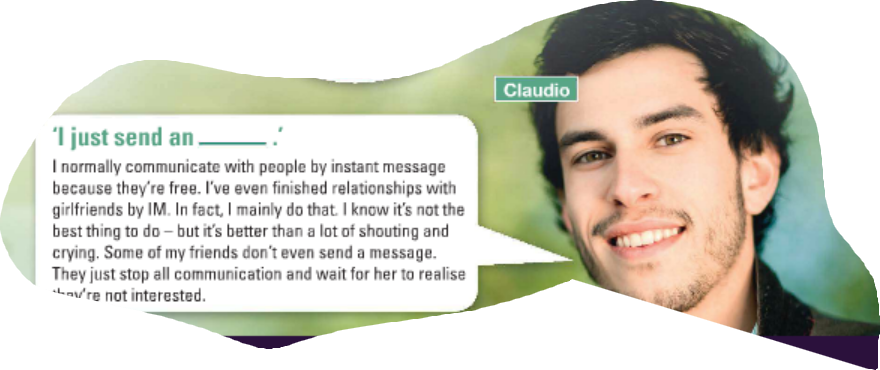 Claudio
'I just send an ______ .'
I normally communicate with people by instant message
because they're free. I've even finished relationships with
girlfriends by IM. In fact, I mainly do that. I know it's not the
best thing to do – but it's better than a lot of shouting and
crying. Some of my friends don't even send a message.
They just stop all communication and wait for her to realise
they're not interested.